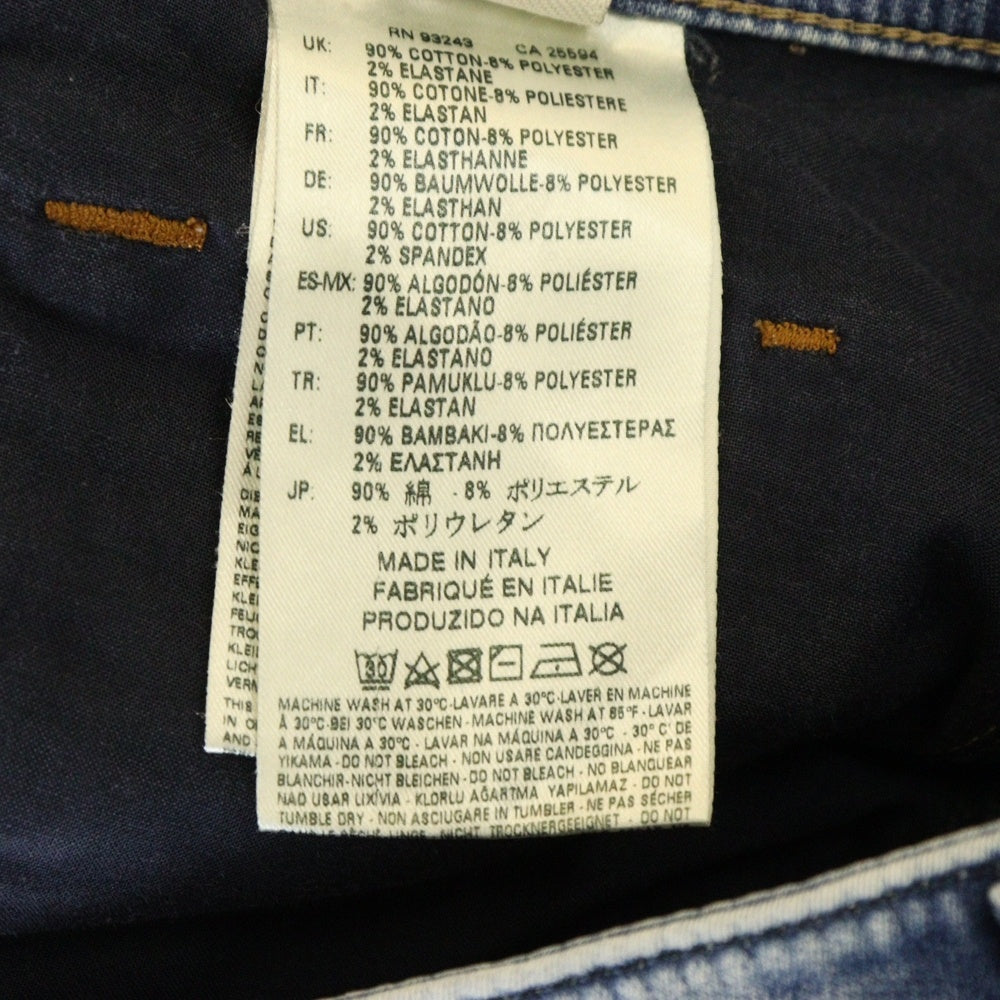 RN 93243 CA 25594
UK: 90% COTTON-8% POLYESTER
2% ELASTANE
IT: 90% COTONE-8% POLIESTERE
2% ELASTAN
FR: 90% COTON-8% POLYESTER
2% ELASTHANNE
DE: 90% BAUMWOLLE-8% POLYESTER
2% ELASTHAN
US: 90% COTTON-8% POLYESTER
2% SPANDEX
ES-MX: 90% ALGODÓN-8% POLIÉSTER
2% ELASTANO
PT: 90% ALGODÃO-8% POLIÉSTER
2% ELASTANO
TR: 90% PAMUKLU-8% POLYESTER
2% ELASTAN
EL: 90% BAMBAKI-8% ΠΟΛΥΕΣΤΕΡΑΣ
2% ΕΛΑΣΤΑΝΗ
JP: 90% 綿 - 8% ポリエステル
2% ポリウレタン
MADE IN ITALY
FABRIQUÉ EN ITALIE
PRODUZIDO NA ITALIA
30
MACHINE WASH AT 30°C-LAVARE A 30°C-LAVER EN MACHINE
À 30°C-BEI 30°C WASCHEN - MACHINE WASH AT 85°F-LAVAR
A MÁQUINA A 30°C - LAVAR NA MÁQUINA A 30°C - 30° C' DE
YIKAMA - DO NOT BLEACH - NON USARE CANDEGGINA - NE PAS
BLANCHIR-NICHT BLEICHEN - DO NOT BLEACH - NO BLANQUEAR
NAO USAR LIXÍVIA - KLORLU AĞARTMA YAPILAMAZ - DO NOT
TUMBLE DRY - NON ASCIUGARE IN TUMBLER - NE PAS SÉCHER
NICHT TROCKNERGEEIGNET - DO NOT
THIS
IN
AND